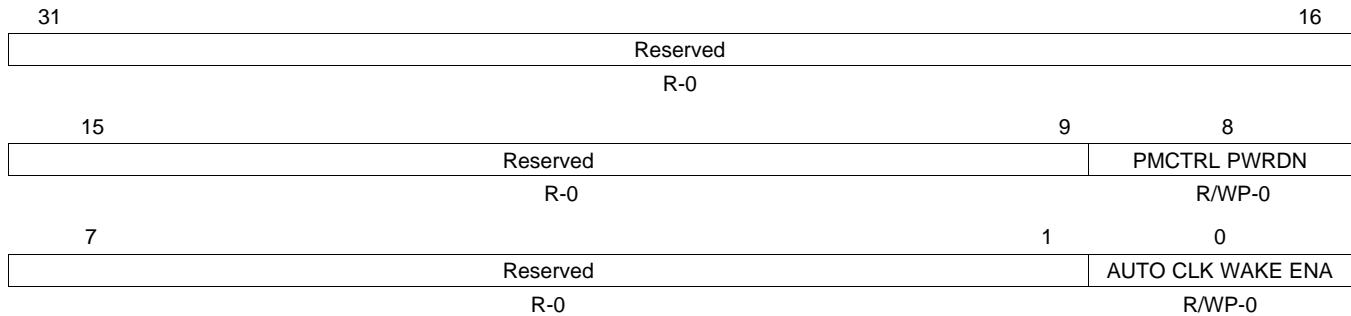 31 16
Reserved
R-0
15 9 8
Reserved PMCTRL PWRDN
R-0 R/WP-0
7 1 0
Reserved AUTO CLK WAKE ENA
R-0 R/WP-0